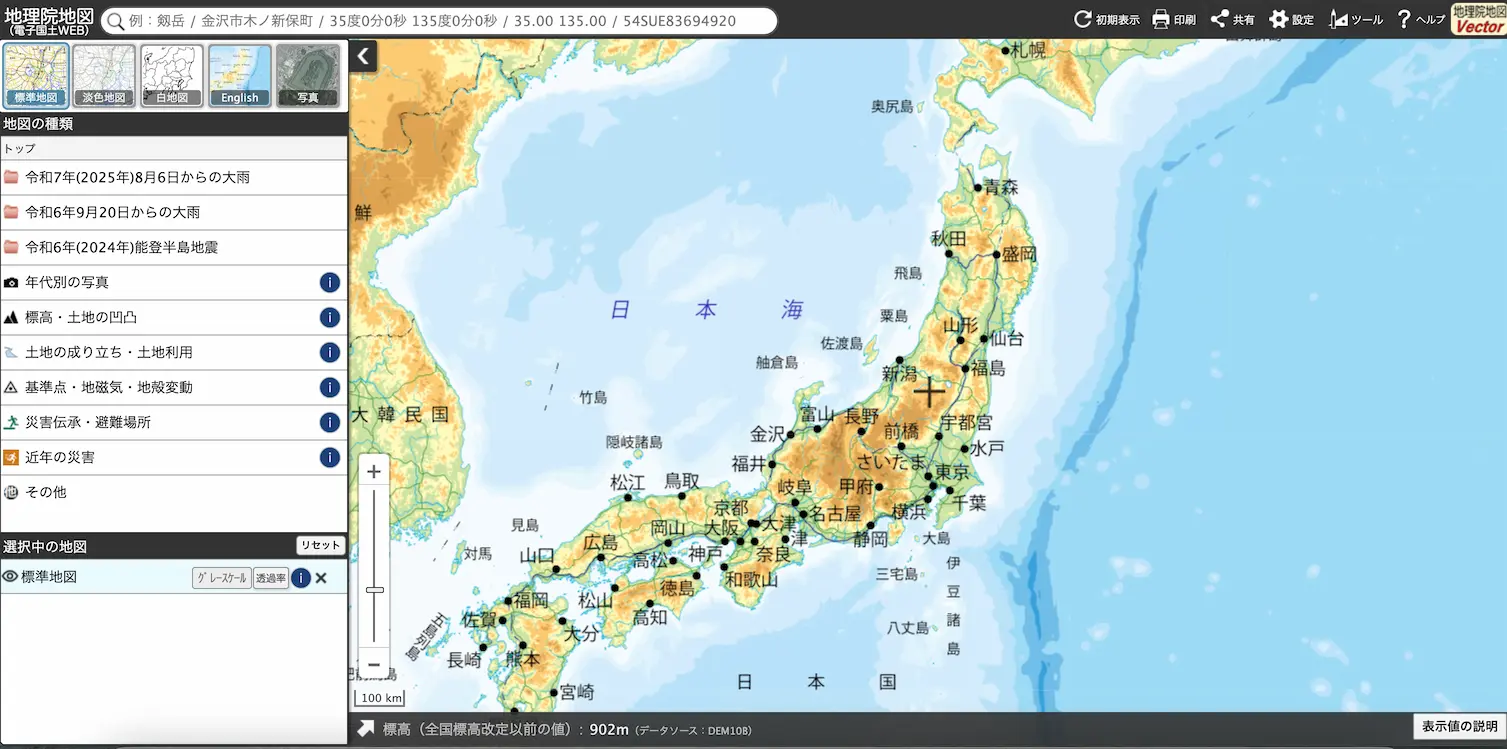 地理院地図
(電子国土WEB)
例：剱岳 / 金沢市木ノ新保町 / 35度0分0秒 135度0分0秒 / 35.00 135.00 / 54SUE83694920
初期表示
印刷
共有
設定
ツール
ヘルプ
地理院地図
Vector
標準地図
淡色地図
白地図
English
写真
地図の種類
トップ
令和7年(2025年)8月6日からの大雨
令和6年9月20日からの大雨
令和6年(2024年)能登半島地震
年代別の写真
i
標高・土地の凹凸
i
土地の成り立ち・土地利用
i
基準点・地磁気・地殻変動
i
災害伝承・避難場所
i
近年の災害
i
その他
選択中の地図
リセット
標準地図
グレースケール
透過率
i
札幌
奥尻島
青森
鮮
秋田
盛岡
飛島
日本海
粟島
山形
仙台
佐渡島
舳倉島
新潟
福島
竹島
大韓民国
富山
長野
前橋
宇都宮
金沢
水戸
隠岐諸島
福井
さいたま
東京
松江
鳥取
岐阜
甲府
千葉
京都
名古屋
横浜
見島
岡山
大阪
大津
津
静岡
大島
対馬
山口
広島
高松
神戸
奈良
伊豆諸島
三宅島
和歌山
徳島
福岡
松山
高知
佐賀
五島列島
大分
八丈島
長崎
熊本
日本国
宮崎
100 km
標高（全国標高改定以前の値）: 902m (データソース：DEM10B)
表示値の説明